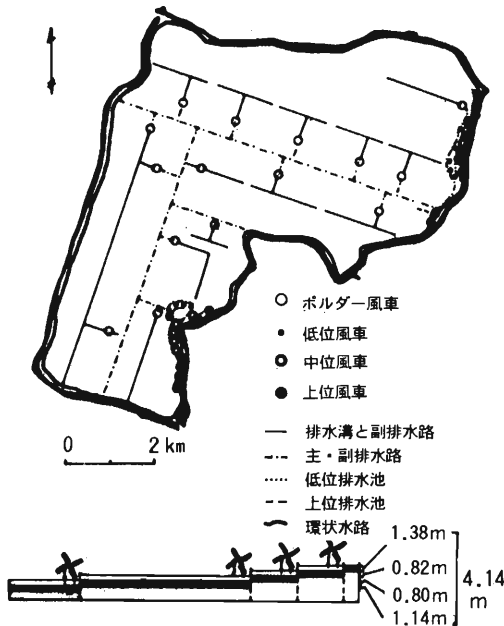 ○ ポルダー風車
• 低位風車
中位風車
● 上位風車
排水溝と副排水路
主・副排水路
低位排水池
上位排水池
環状水路
0 2 km
1.38m
0.82m
0.80m
1.14m
4.14
m